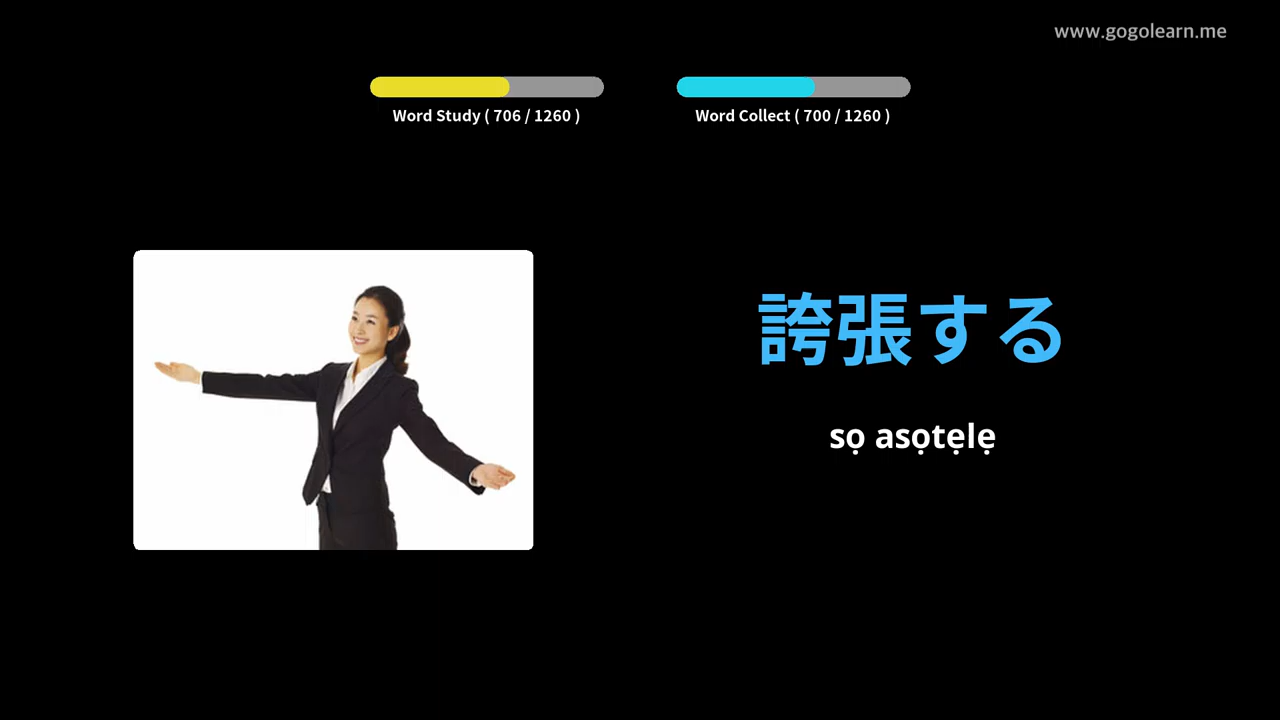 www.gogolearn.me
Word Study ( 706 / 1260 )
Word Collect ( 700 / 1260 )
誇張する
sọ asọtẹlẹ